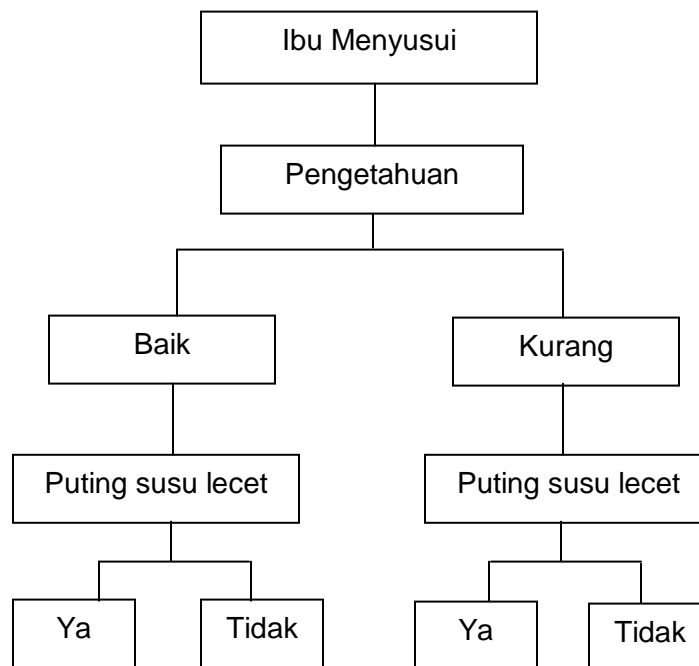 Ibu Menyusui
Pengetahuan
Baik
Kurang
Puting susu lecet
Puting susu lecet
Ya
Tidak
Ya
Tidak